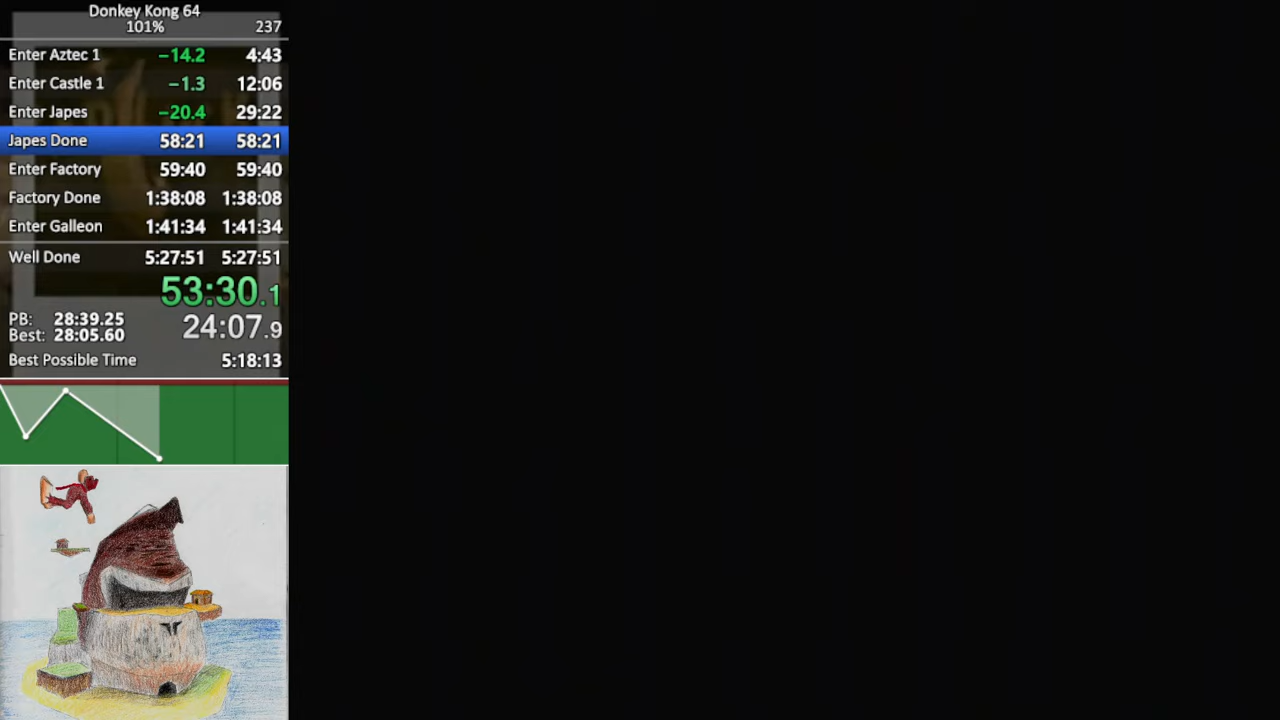 Donkey Kong 64
101% 237
Enter Aztec 1 −14.2 4:43
Enter Castle 1 −1.3 12:06
Enter Japes −20.4 29:22
Japes Done 58:21 58:21
Enter Factory 59:40 59:40
Factory Done 1:38:08 1:38:08
Enter Galleon 1:41:34 1:41:34
Well Done 5:27:51 5:27:51
53:30.1
PB: 28:39.25 24:07.9
Best: 28:05.60
Best Possible Time 5:18:13